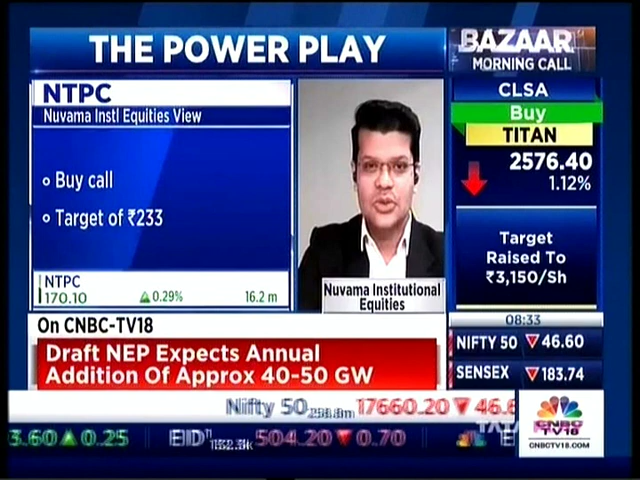 THE POWER PLAY
BAZAAR
MORNING CALL
NTPC
Nuvama Instl Equities View
Buy call
Target of ₹233
NTPC
170.10 ▲0.29% 16.2 m
Nuvama Institutional
Equities
CLSA
Buy
TITAN
2576.40
1.12%
Target
Raised To
₹3,150/Sh
On CNBC-TV18
Draft NEP Expects Annual
Addition Of Approx 40-50 GW
08:33
NIFTY 50 ▼ 46.60
SENSEX ▼ 183.74
Nifty 50 17660.20 ▼ 46.6
3.60 ▲ 0.25 EID 504.20 ▼ 0.70 E
CNBC
TV18
CNBCTV18.COM